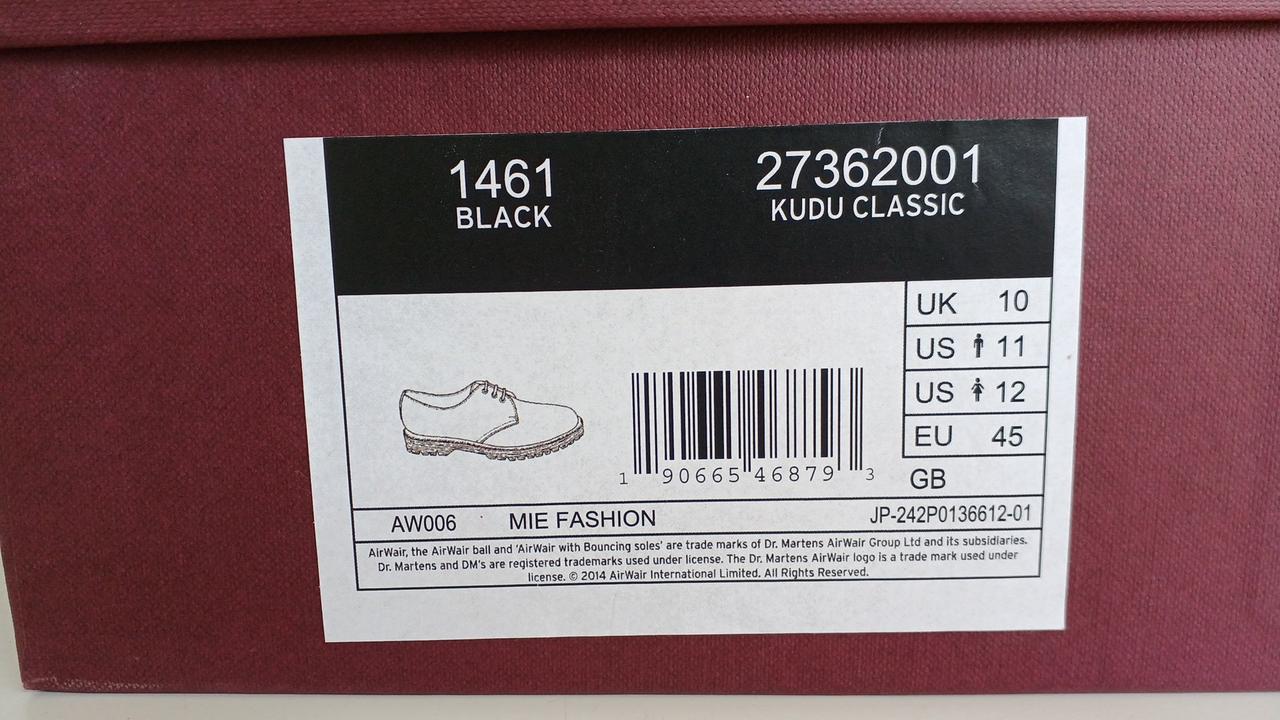 1461
BLACK
27362001
KUDU CLASSIC
UK 10
US 11
US 12
EU 45
GB
1 90665 46879 3
AW006 MIE FASHION JP-242P0136612-01
AirWair, the AirWair ball and 'AirWair with Bouncing soles' are trade marks of Dr. Martens AirWair Group Ltd and its subsidiaries.
Dr. Martens and DM's are registered trademarks used under license. The Dr. Martens AirWair logo is a trade mark used under
license. © 2014 AirWair International Limited. All Rights Reserved.